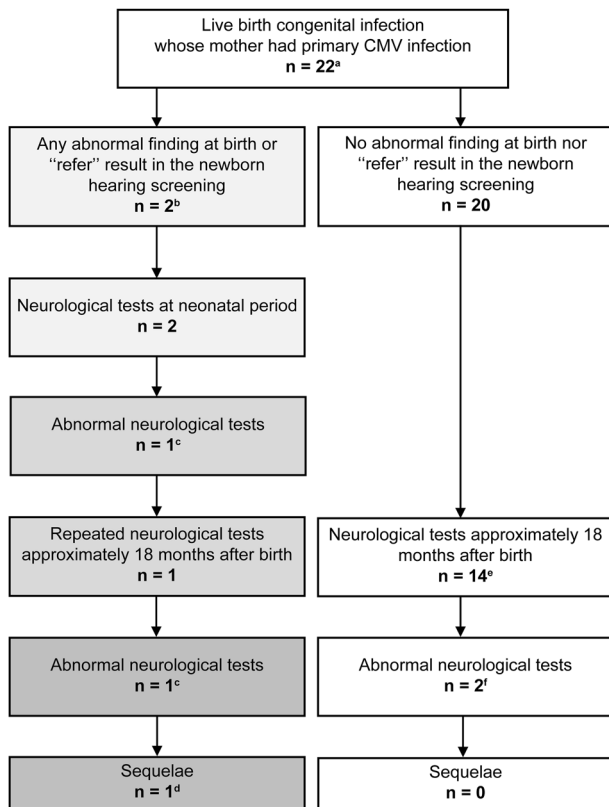 Live birth congenital infection
whose mother had primary CMV infection
n = 22ᵃ
Any abnormal finding at birth or
‘‘refer’’ result in the newborn
hearing screening
n = 2ᵇ
No abnormal finding at birth nor
‘‘refer’’ result in the newborn
hearing screening
n = 20
Neurological tests at neonatal period
n = 2
Abnormal neurological tests
n = 1ᶜ
Repeated neurological tests
approximately 18 months after birth
n = 1
Neurological tests approximately 18
months after birth
n = 14ᵉ
Abnormal neurological tests
n = 1ᶜ
Abnormal neurological tests
n = 2ᶠ
Sequelae
n = 1ᵈ
Sequelae
n = 0